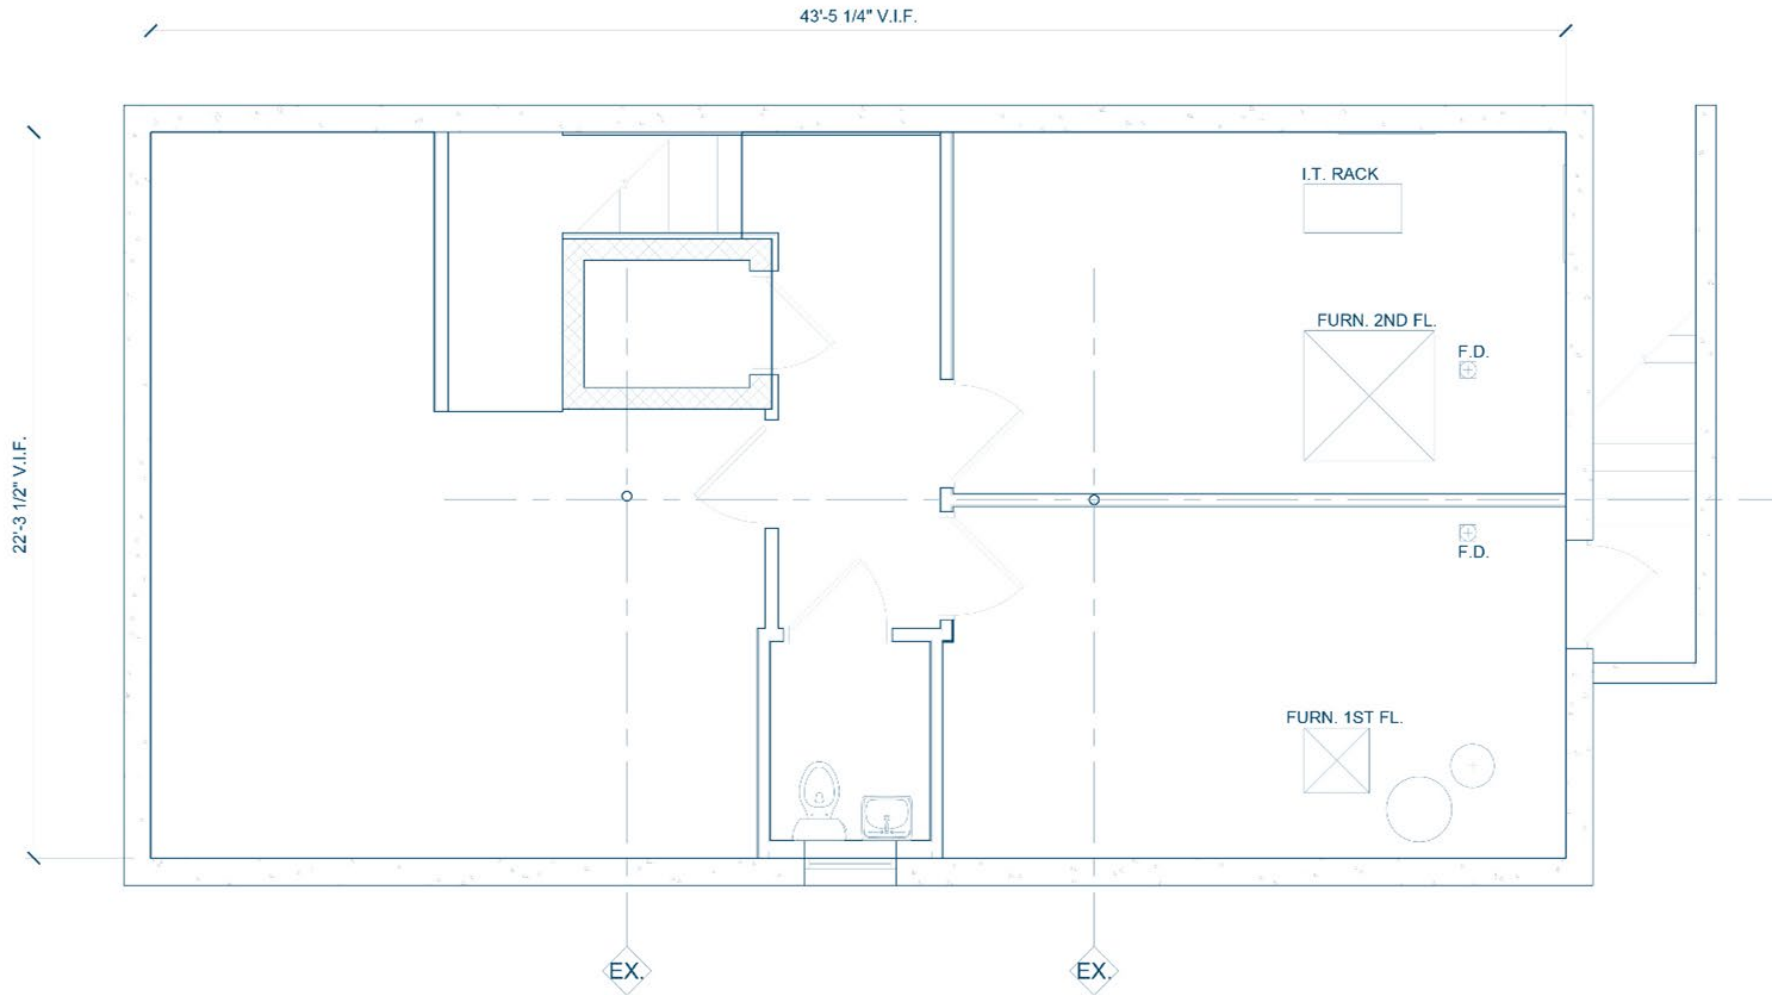 43'-5 1/4" V.I.F.
I.T. RACK
FURN. 2ND FL.
F.D.
22'-3 1/2" V.I.F.
F.D.
FURN. 1ST FL.
EX.
EX.